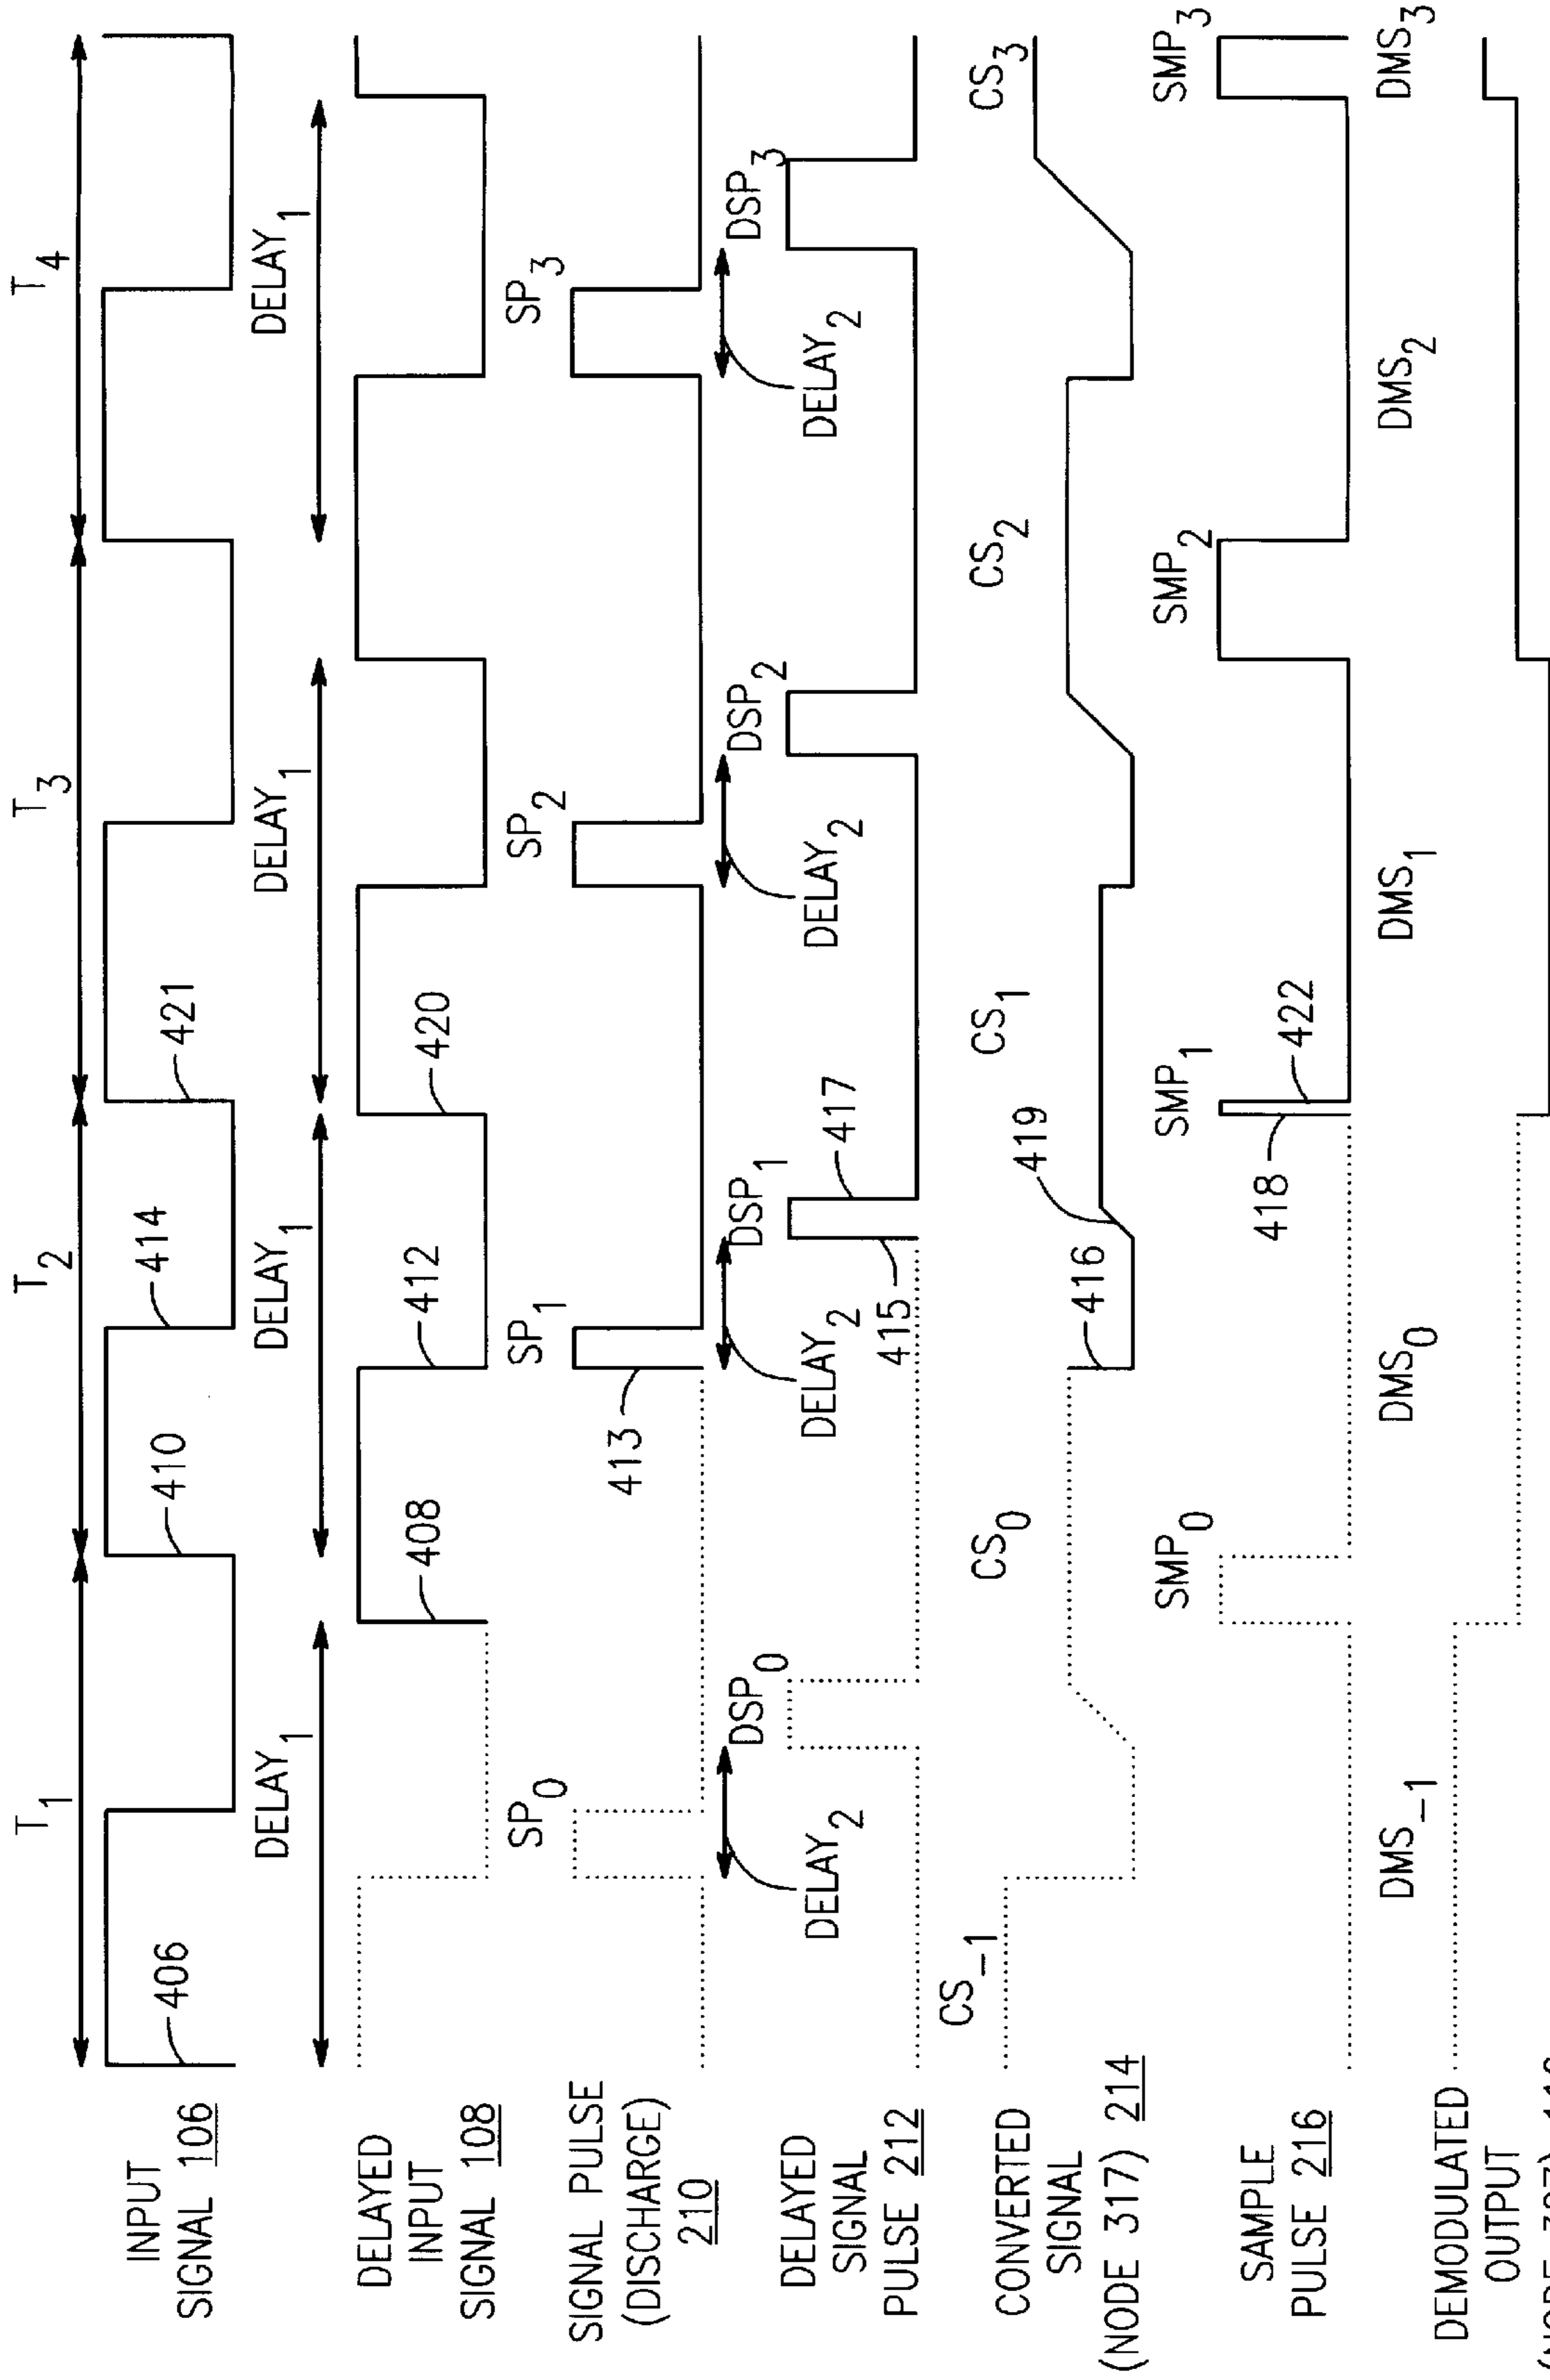 T1 T2 T3 T4
INPUT
SIGNAL 106
406 410 414 421
DELAY1 DELAY1 DELAY1 DELAY1
DELAYED
INPUT
SIGNAL 108
408 412 420
SIGNAL PULSE
(DISCHARGE)
210
SP0 SP1 SP2 SP3
413
DELAYED
SIGNAL
PULSE 212
DSP0 DSP1 DSP2 DSP3
DELAY2 DELAY2 DELAY2 DELAY2
415 417
CONVERTED
SIGNAL
(NODE 317) 214
CS-1 CS0 CS1 CS2 CS3
416 419
SAMPLE
PULSE 216
SMP0 SMP1 SMP2 SMP3
418 422
DEMODULATED
OUTPUT
DMS-1 DMS0 DMS1 DMS2 DMS3
(NODE